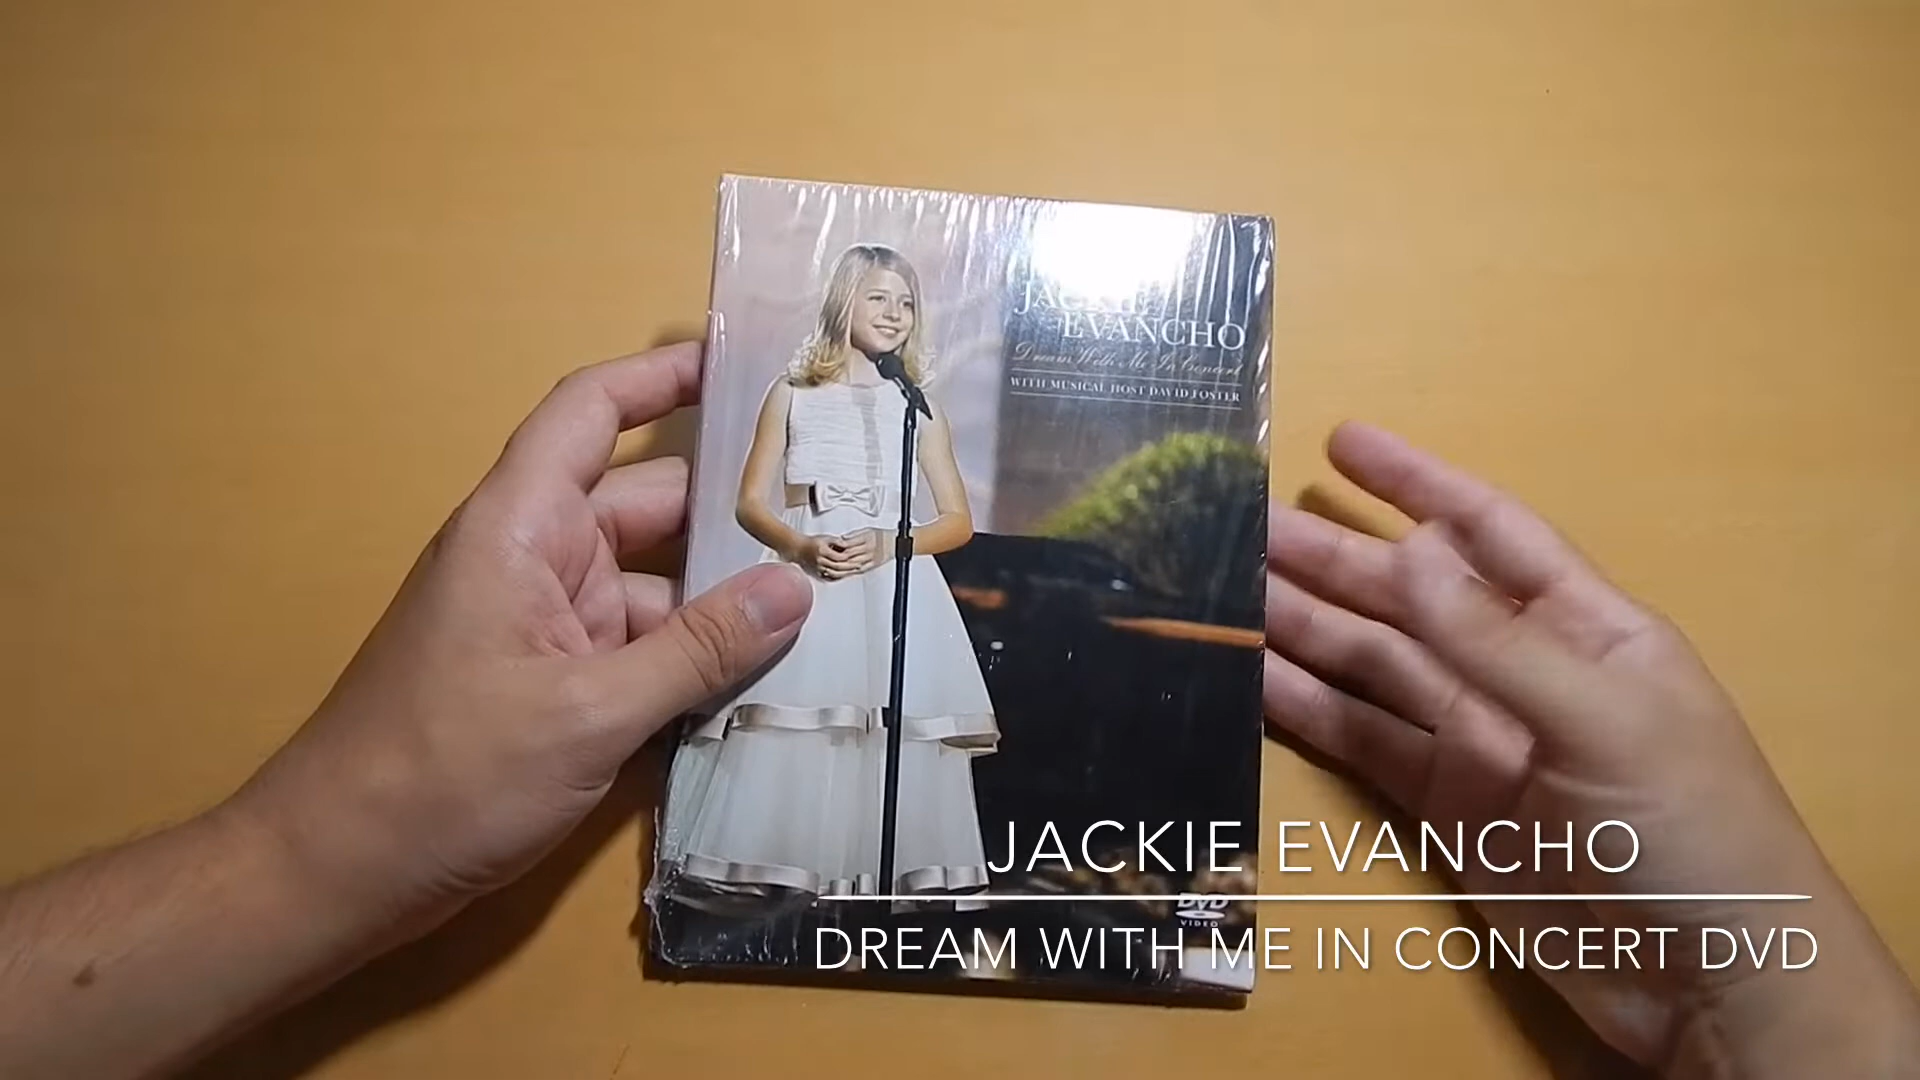 JACKIE
EVANCHO
Dream With Me In Concert
WITH MUSICAL HOST DAVID FOSTER
JACKIE EVANCHO
DVD
VIDEO
DREAM WITH ME IN CONCERT DVD